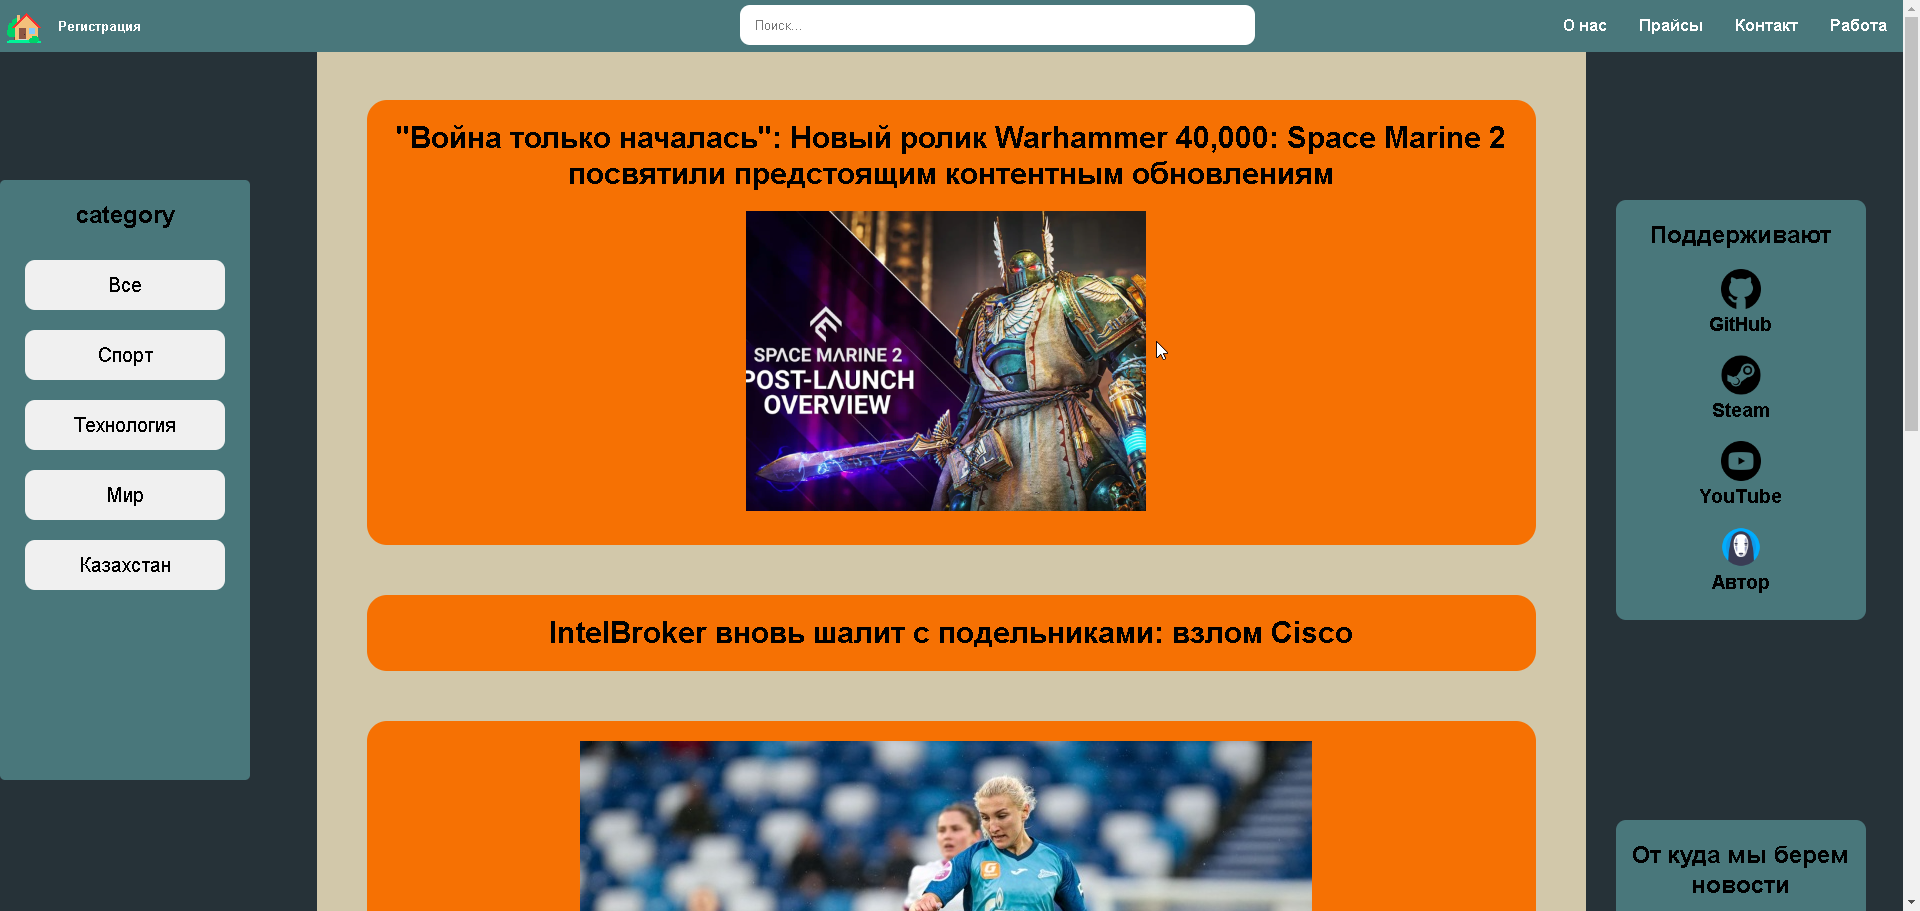 Регистрация
Поиск...
О нас
Прайсы
Контакт
Работа
category
Все
Спорт
Технология
Мир
Казахстан
"Война только началась": Новый ролик Warhammer 40,000: Space Marine 2
посвятили предстоящим контентным обновлениям
SPACE MARINE 2
POST-LAUNCH
OVERVIEW
IntelBroker вновь шалит с подельниками: взлом Cisco
Поддерживают
GitHub
Steam
YouTube
Автор
От куда мы берем
новости